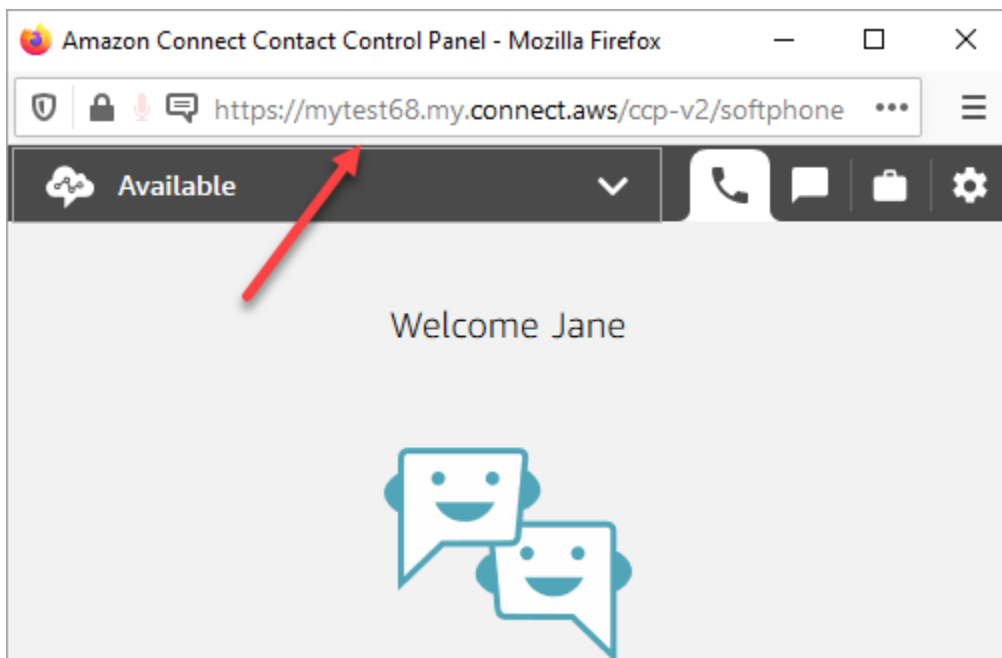 Amazon Connect Contact Control Panel - Mozilla Firefox
https://mytest68.my.connect.aws/ccp-v2/softphone
Available
Welcome Jane